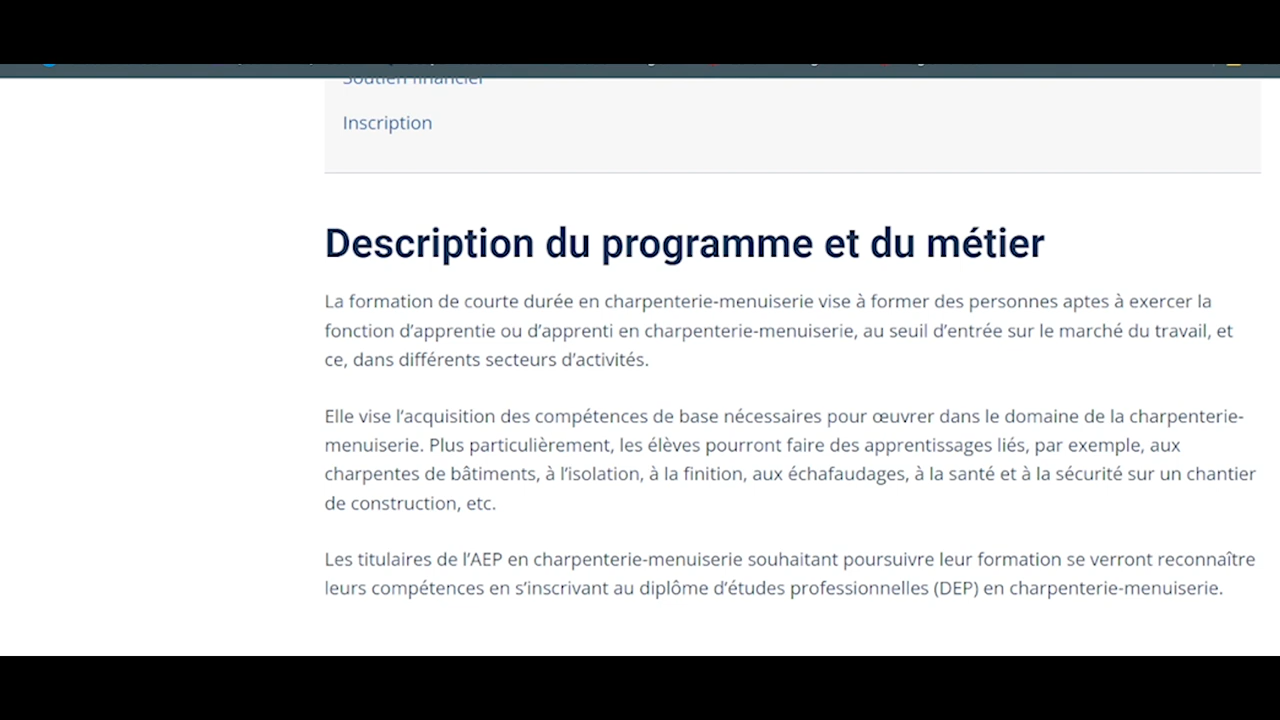 Soutien financier
Inscription
Description du programme et du métier
La formation de courte durée en charpenterie-menuiserie vise à former des personnes aptes à exercer la
fonction d’apprentie ou d’apprenti en charpenterie-menuiserie, au seuil d’entrée sur le marché du travail, et
ce, dans différents secteurs d’activités.
Elle vise l’acquisition des compétences de base nécessaires pour œuvrer dans le domaine de la charpenterie-
menuiserie. Plus particulièrement, les élèves pourront faire des apprentissages liés, par exemple, aux
charpentes de bâtiments, à l’isolation, à la finition, aux échafaudages, à la santé et à la sécurité sur un chantier
de construction, etc.
Les titulaires de l’AEP en charpenterie-menuiserie souhaitant poursuivre leur formation se verront reconnaître
leurs compétences en s’inscrivant au diplôme d’études professionnelles (DEP) en charpenterie-menuiserie.